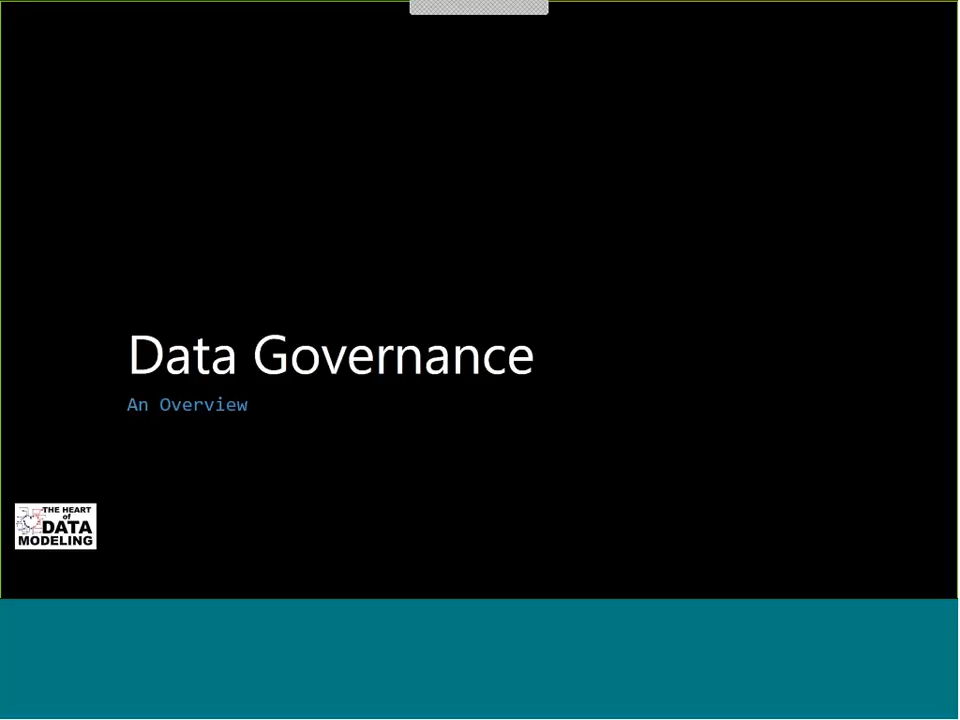 Data Governance
An Overview
THE HEART
of
DATA
MODELING